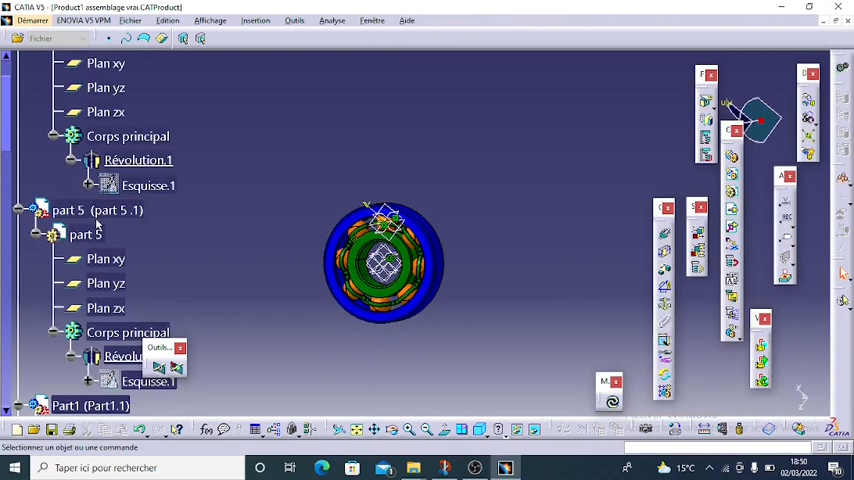 CATIA V5 - [Product1 assemblage vrai.CATProduct]
Démarrer ENOVIA V5 VPM Fichier Edition Affichage Insertion Outils Analyse Fenêtre Aide
Fichier
Plan xy
Plan yz
Plan zx
Corps principal
Révolution.1
Esquisse.1
part 5 (part 5 .1)
part 5
Plan xy
Plan yz
Plan zx
Corps principal
Révolu
Esquisse.1
Part1 (Part1.1)
Outils...
F
D
C
A
C
S
V
M.
Sélectionnez un objet ou une commande
CATIA
Taper ici pour rechercher
15°C
18:50
02/03/2022